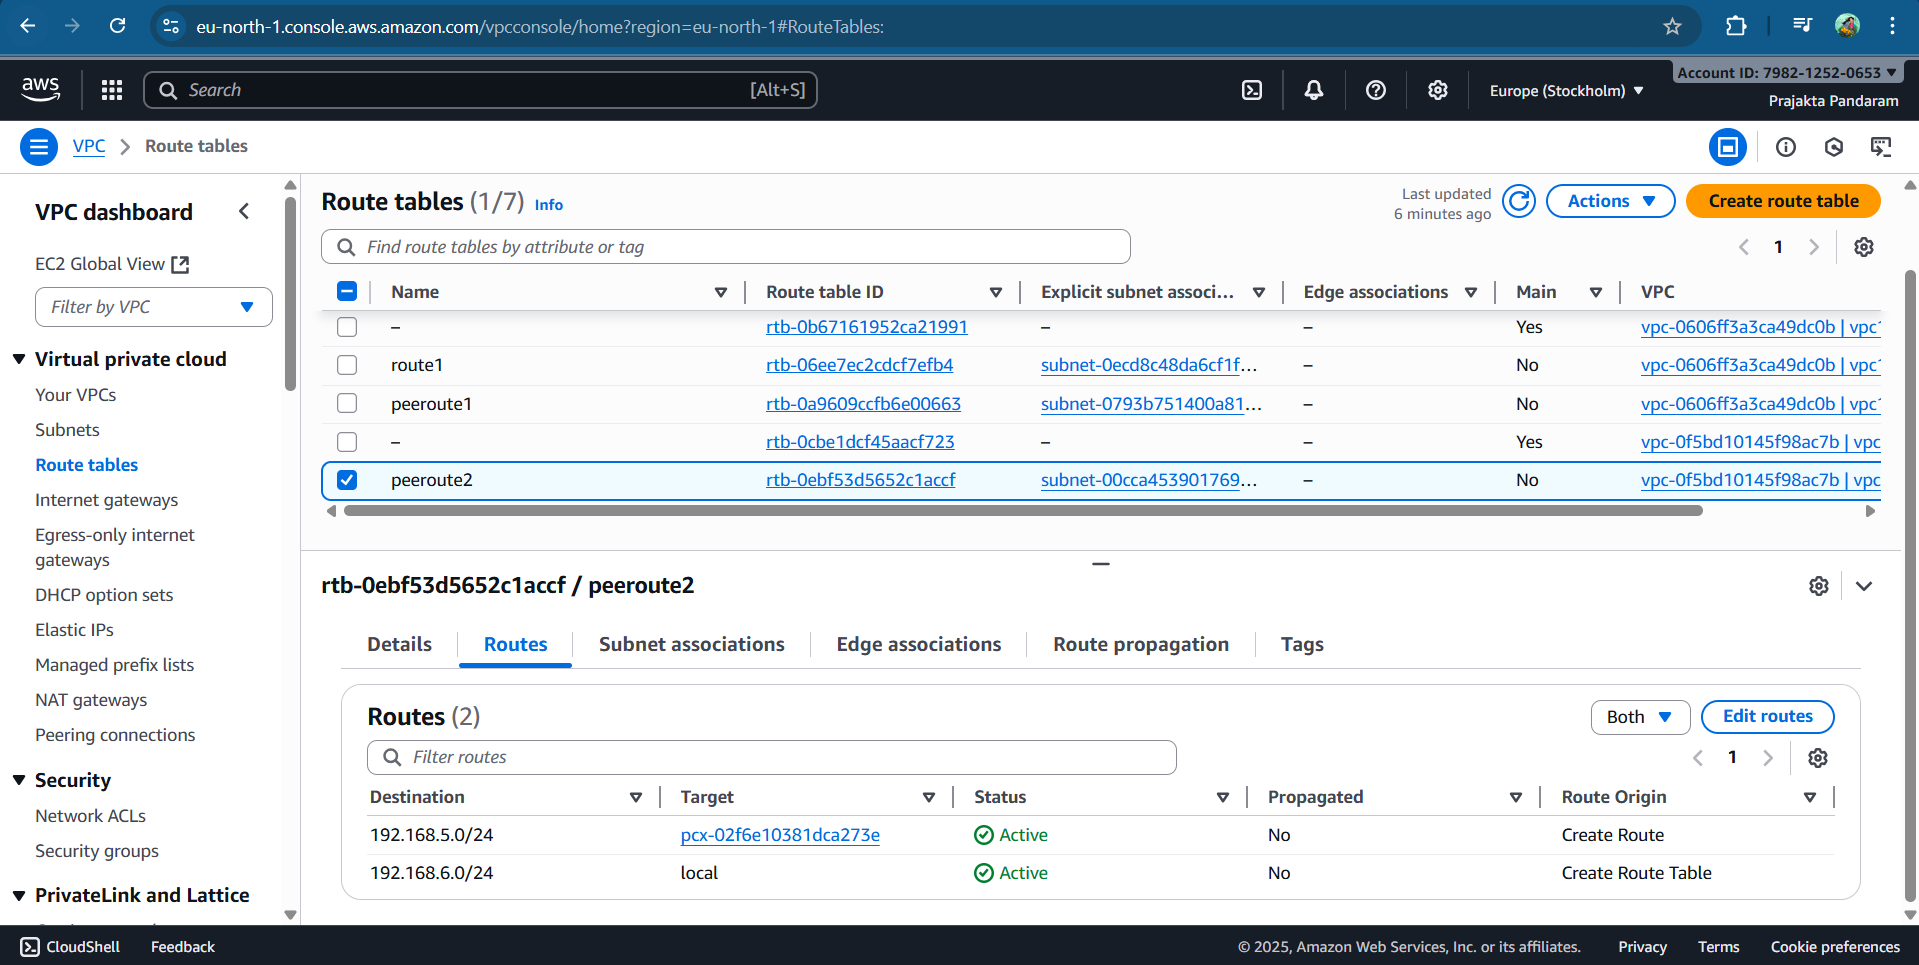 eu-north-1.console.aws.amazon.com/vpcconsole/home?region=eu-north-1#RouteTables:
aws
Search
[Alt+S]
Europe (Stockholm)
Account ID: 7982-1252-0653
Prajakta Pandaram
VPC
Route tables
VPC dashboard
EC2 Global View
Filter by VPC
Virtual private cloud
Your VPCs
Subnets
Route tables
Internet gateways
Egress-only internet
gateways
DHCP option sets
Elastic IPs
Managed prefix lists
NAT gateways
Peering connections
Security
Network ACLs
Security groups
PrivateLink and Lattice
Route tables (1/7) Info
Last updated
6 minutes ago
Actions
Create route table
Find route tables by attribute or tag
1
Name Route table ID Explicit subnet associ... Edge associations Main VPC
– rtb-0b67161952ca21991 – – Yes vpc-0606ff3a3ca49dc0b | vpc1
route1 rtb-06ee7ec2cdcf7efb4 subnet-0ecd8c48da6cf1f... – No vpc-0606ff3a3ca49dc0b | vpc1
peeroute1 rtb-0a9609ccfb6e00663 subnet-0793b751400a81... – No vpc-0606ff3a3ca49dc0b | vpc1
– rtb-0cbe1dcf45aacf723 – – Yes vpc-0f5bd10145f98ac7b | vpc
peeroute2 rtb-0ebf53d5652c1accf subnet-00cca453901769... – No vpc-0f5bd10145f98ac7b | vpc
rtb-0ebf53d5652c1accf / peeroute2
Details Routes Subnet associations Edge associations Route propagation Tags
Routes (2)
Both
Edit routes
Filter routes
1
Destination Target Status Propagated Route Origin
192.168.5.0/24 pcx-02f6e10381dca273e Active No Create Route
192.168.6.0/24 local Active No Create Route Table
CloudShell Feedback
© 2025, Amazon Web Services, Inc. or its affiliates. Privacy Terms Cookie preferences